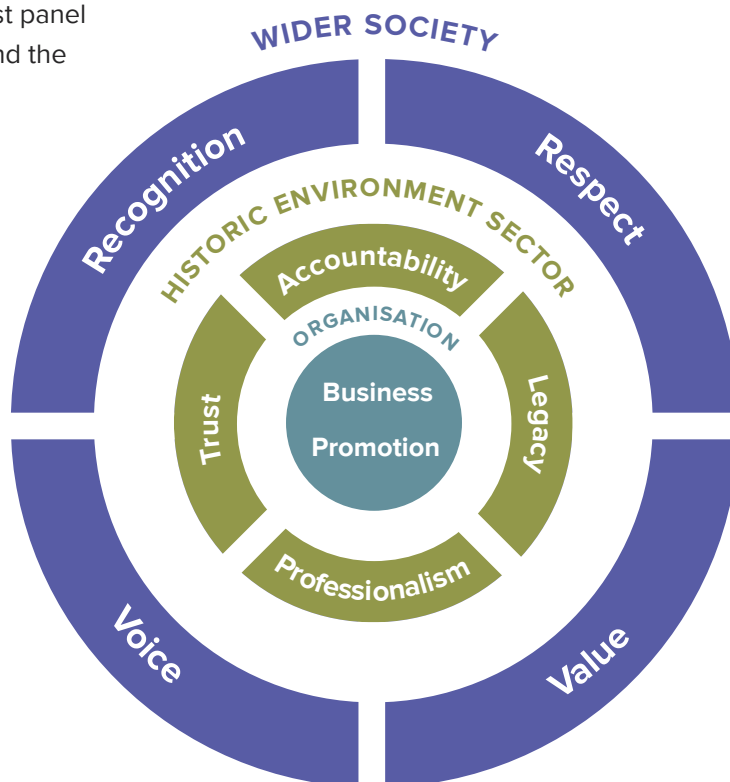 st panel
nd the
WIDER SOCIETY
Recognition
Respect
HISTORIC ENVIRONMENT SECTOR
Accountability
ORGANISATION
Business
Promotion
Trust
Legacy
Professionalism
Voice
Value